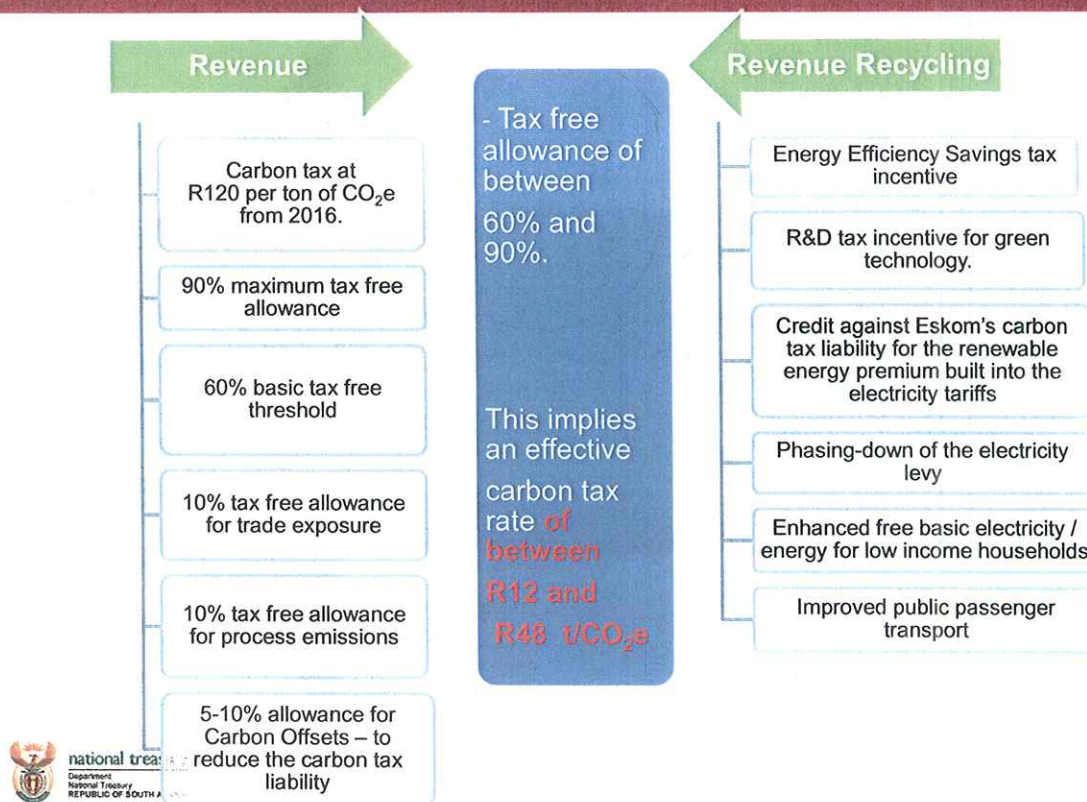 Revenue
Carbon tax at
R120 per ton of CO₂e
from 2016.
90% maximum tax free
allowance
60% basic tax free
threshold
10% tax free allowance
for trade exposure
10% tax free allowance
for process emissions
5-10% allowance for
Carbon Offsets – to
reduce the carbon tax
liability
- Tax free
allowance of
between
60% and
90%.
This implies
an effective
carbon tax
rate of
between
R12 and
R48 t/CO₂e
Revenue Recycling
Energy Efficiency Savings tax
incentive
R&D tax incentive for green
technology.
Credit against Eskom's carbon
tax liability for the renewable
energy premium built into the
electricity tariffs
Phasing-down of the electricity
levy
Enhanced free basic electricity /
energy for low income households
Improved public passenger
transport
national
Department
National Treasury
REPUBLIC OF SOUTH